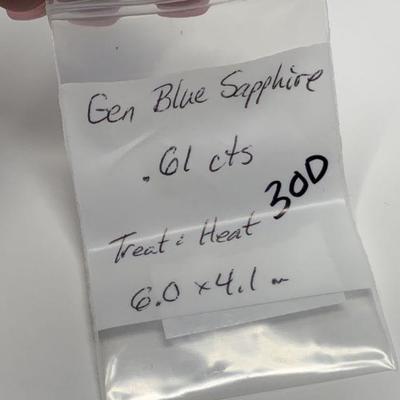 Gen Blue Sapphire
.61 cts
30D
Treat: Heat
6.0 x 4.1 m